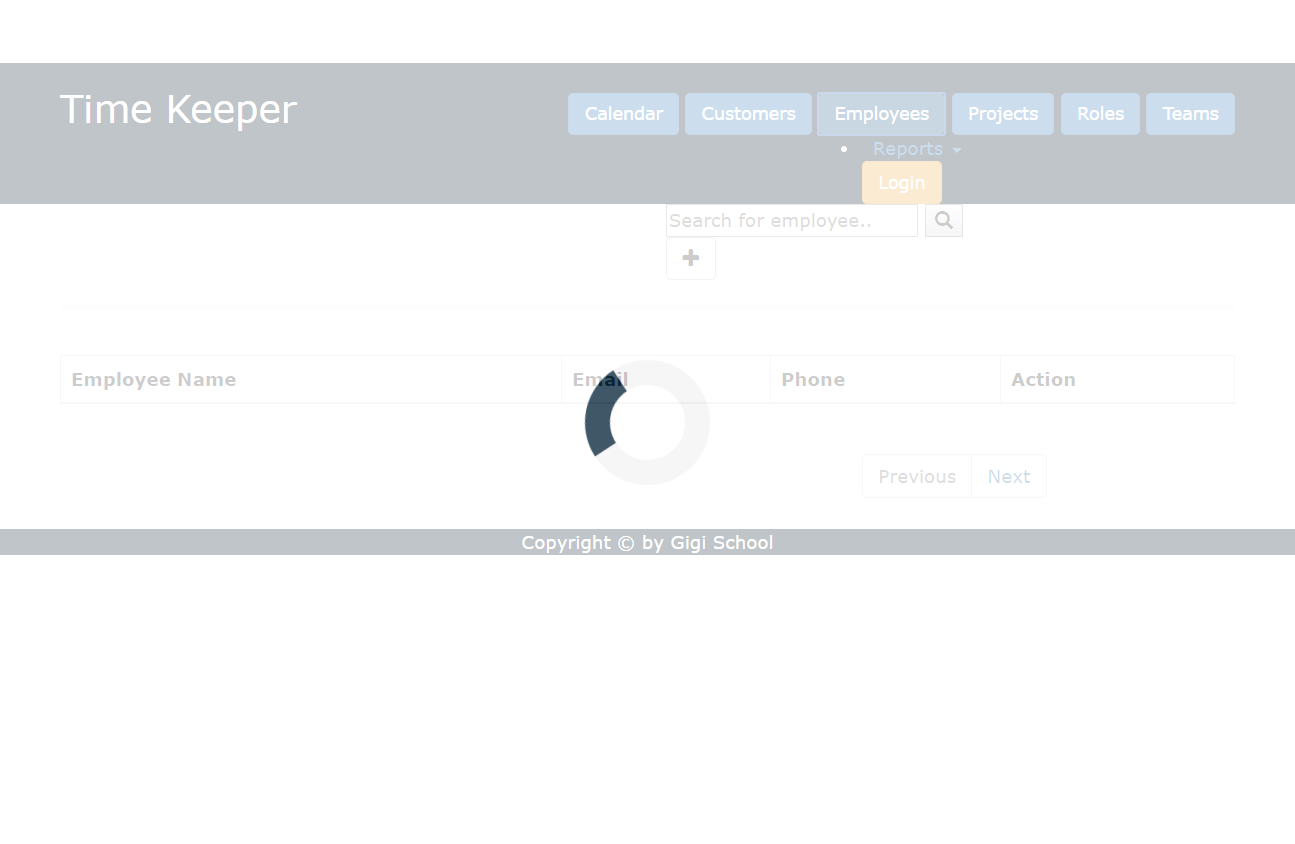 Time Keeper
Calendar Customers Employees Projects Roles Teams
Reports
Login
Search for employee..
Employee Name Email Phone Action
Previous Next
Copyright © by Gigi School